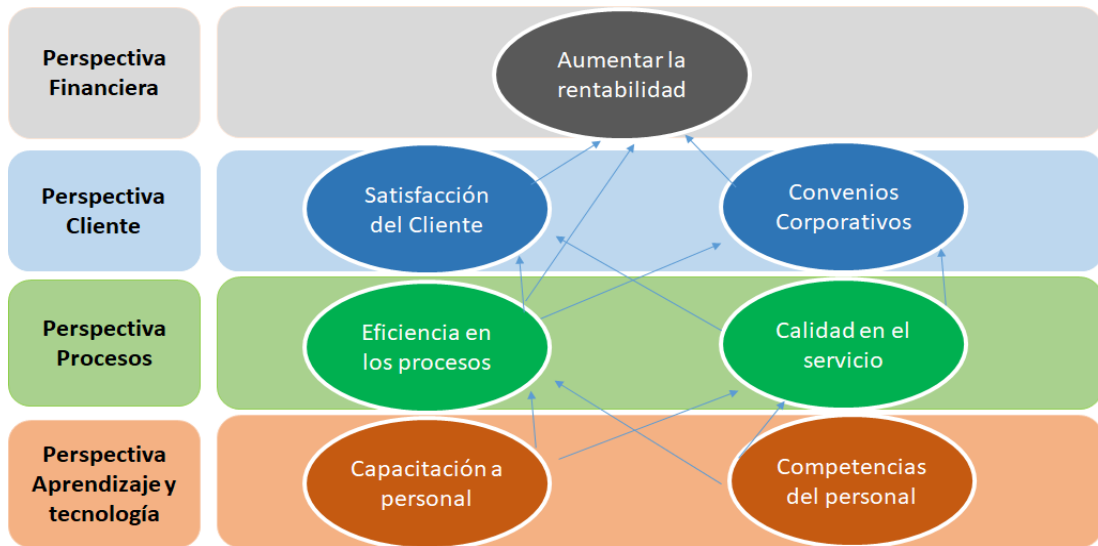 Perspectiva
Financiera
Aumentar la
rentabilidad
Perspectiva
Cliente
Satisfacción
del Cliente
Convenios
Corporativos
Perspectiva
Procesos
Eficiencia en
los procesos
Calidad en el
servicio
Perspectiva
Aprendizaje y
tecnología
Capacitación a
personal
Competencias
del personal